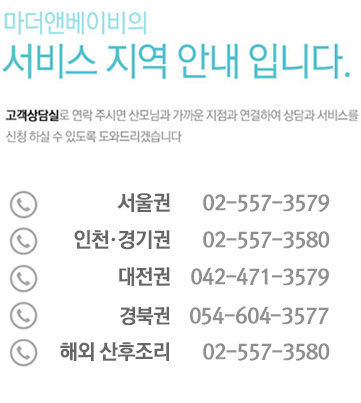 마더앤베이비의
서비스 지역 안내 입니다.
고객상담실로 연락 주시면 산모님과 가까운 지점과 연결하여 상담과 서비스를
신청 하실 수 있도록 도와드리겠습니다
서울권 02-557-3579
인천·경기권 02-557-3580
대전권 042-471-3579
경북권 054-604-3577
해외 산후조리 02-557-3580